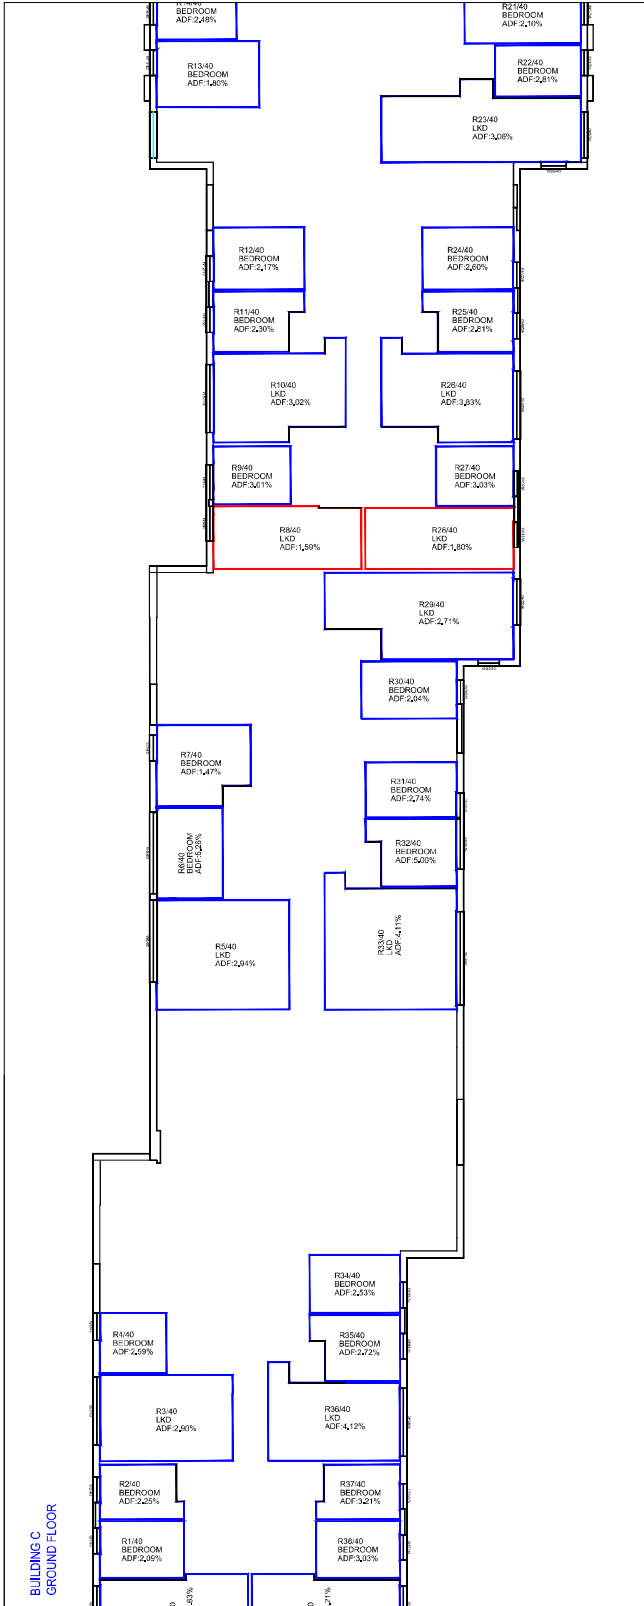 BEDROOM
ADF:2.48%
R21/40
BEDROOM
ADF:2.10%
R13/40
BEDROOM
ADF:1.80%
R22/40
BEDROOM
ADF:2.81%
R23/40
LKD
ADF:3.06%
R12/40
BEDROOM
ADF:2.17%
R24/40
BEDROOM
ADF:2.60%
R11/40
BEDROOM
ADF:2.30%
R25/40
BEDROOM
ADF:2.81%
R10/40
LKD
ADF:3.02%
R26/40
LKD
ADF:3.83%
R9/40
BEDROOM
ADF:3.01%
R27/40
BEDROOM
ADF:3.03%
R8/40
LKD
ADF:1.59%
R28/40
LKD
ADF:1.80%
R29/40
LKD
ADF:2.71%
R30/40
BEDROOM
ADF:2.04%
R7/40
BEDROOM
ADF:1.47%
R31/40
BEDROOM
ADF:2.74%
R6/40
BEDROOM
ADF:5.28%
R32/40
BEDROOM
ADF:5.00%
R5/40
LKD
ADF:2.94%
R33/40
LKD
ADF:4.11%
R34/40
BEDROOM
ADF:2.53%
R4/40
BEDROOM
ADF:2.59%
R35/40
BEDROOM
ADF:2.72%
R3/40
LKD
ADF:2.90%
R36/40
LKD
ADF:4.12%
R2/40
BEDROOM
ADF:2.25%
R37/40
BEDROOM
ADF:3.21%
R1/40
BEDROOM
ADF:2.09%
R38/40
BEDROOM
ADF:3.03%
.63%
.21%
BUILDING C
GROUND FLOOR